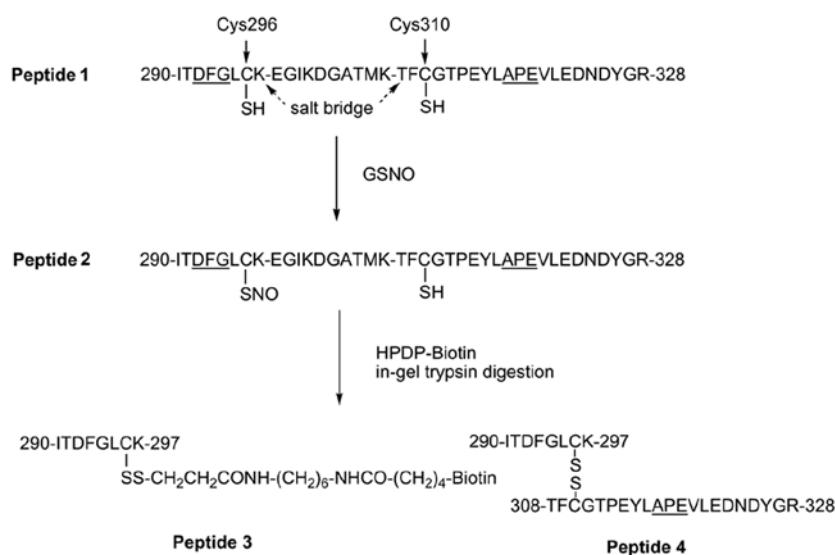 Cys296 Cys310
Peptide 1 290-ITDFGLCK-EGIKDGATMK-TFCGTPEYLAPEVLEDNDYGR-328
SH salt bridge SH
GSNO
Peptide 2 290-ITDFGLCK-EGIKDGATMK-TFCGTPEYLAPEVLEDNDYGR-328
SNO SH
HPDP-Biotin
in-gel trypsin digestion
290-ITDFGLCK-297
SS-CH₂CH₂CONH-(CH₂)₆-NHCO-(CH₂)₄-Biotin
Peptide 3
290-ITDFGLCK-297
S
S
308-TFCGTPEYLAPEVLEDNDYGR-328
Peptide 4